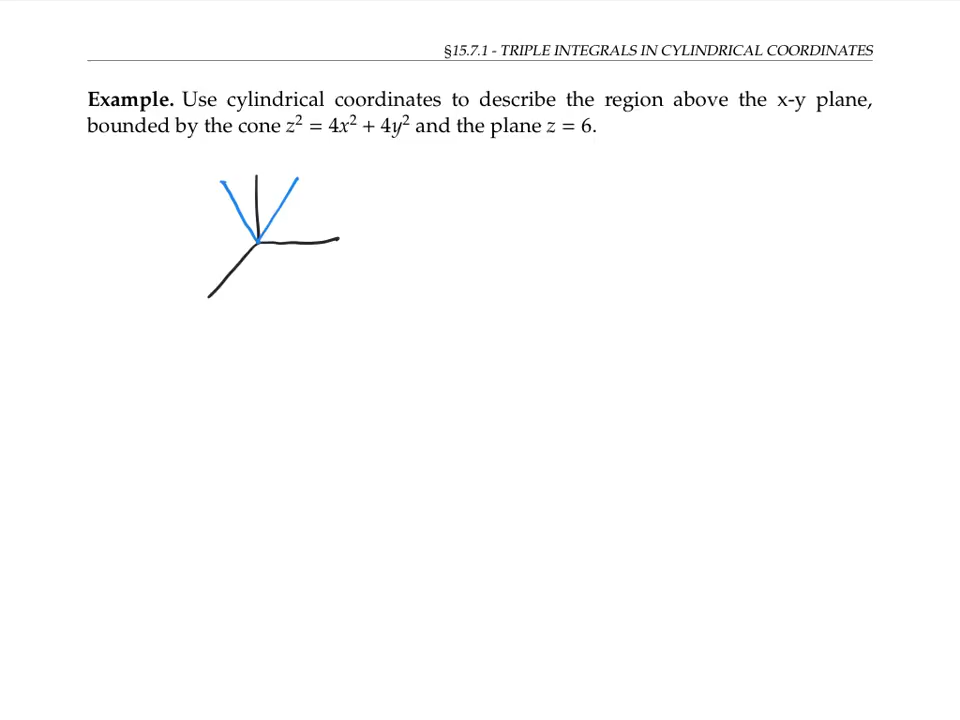 §15.7.1 - TRIPLE INTEGRALS IN CYLINDRICAL COORDINATES
Example. Use cylindrical coordinates to describe the region above the x-y plane,
bounded by the cone z² = 4x² + 4y² and the plane z = 6.